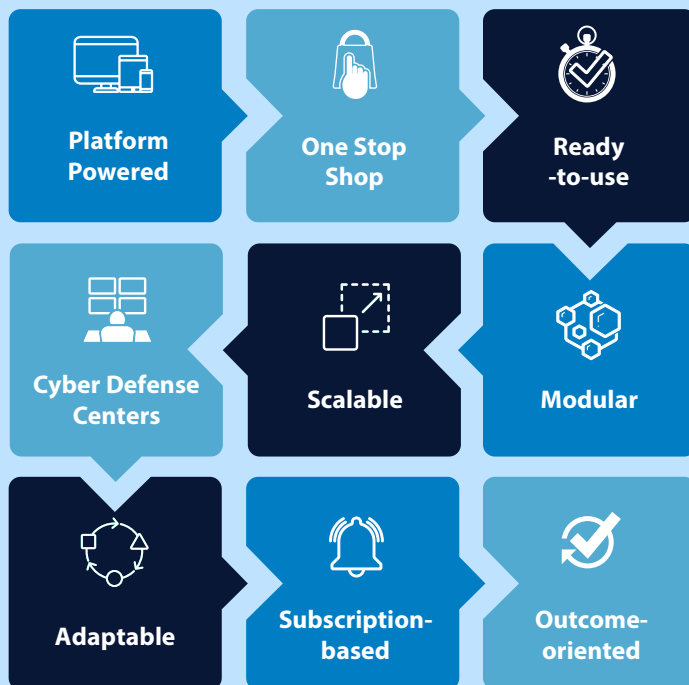 Platform
Powered
One Stop
Shop
Ready
-to-use
Cyber Defense
Centers
Scalable
Modular
Adaptable
Subscription-
based
Outcome-
oriented